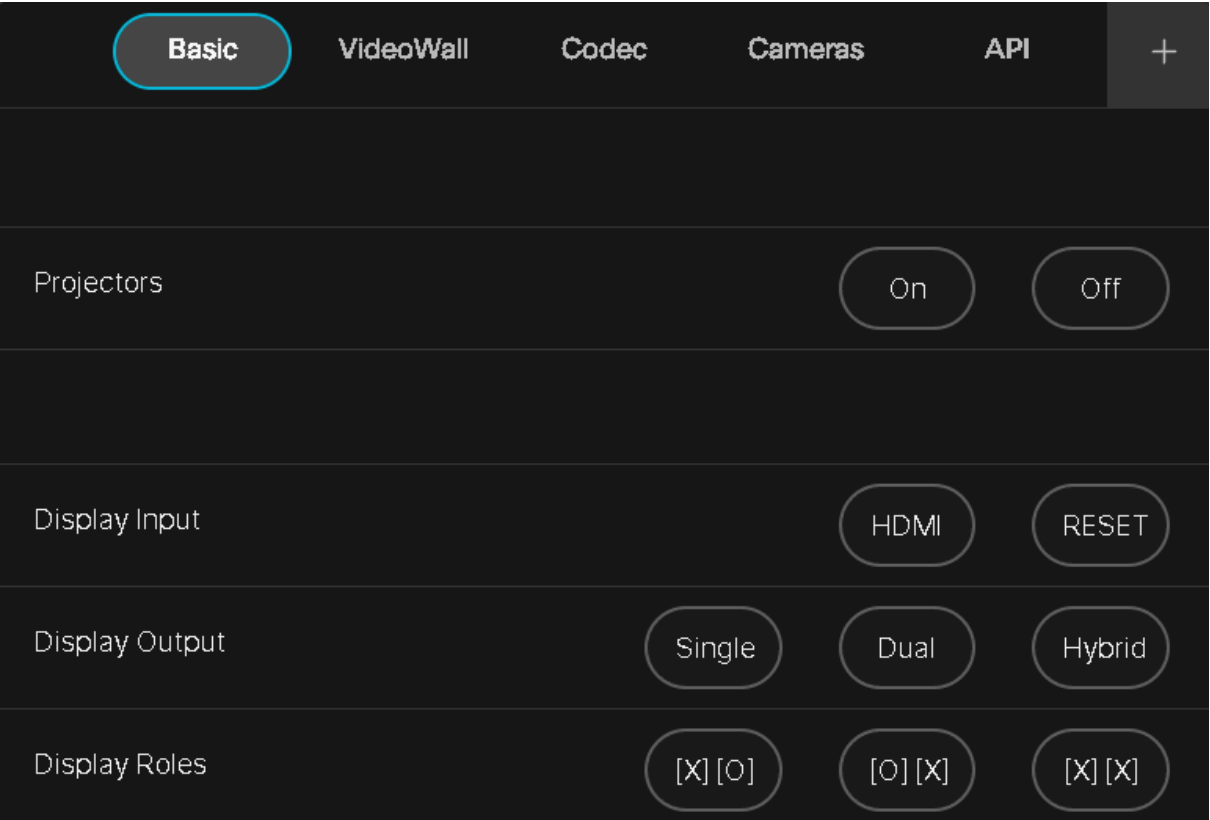 Basic VideoWall Codec Cameras API +
Projectors On Off
Display Input HDMI RESET
Display Output Single Dual Hybrid
Display Roles [X] [O] [O] [X] [X] [X]